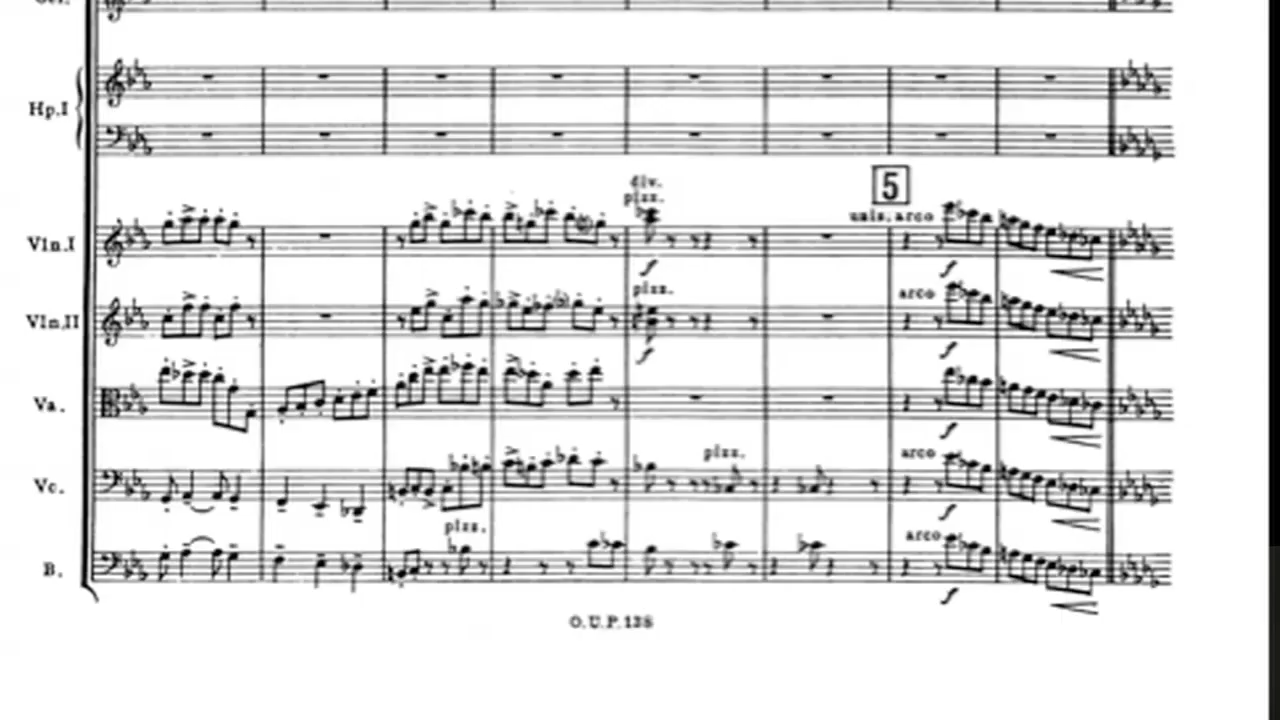 Hp.I
5
div.
pizz.
unis. arco
Vln.I
f
pizz.
arco
Vln.II
f
f
Va.
f
pizz.
arco
Vc.
f
pizz.
arco
B.
f
O.U.P. 138